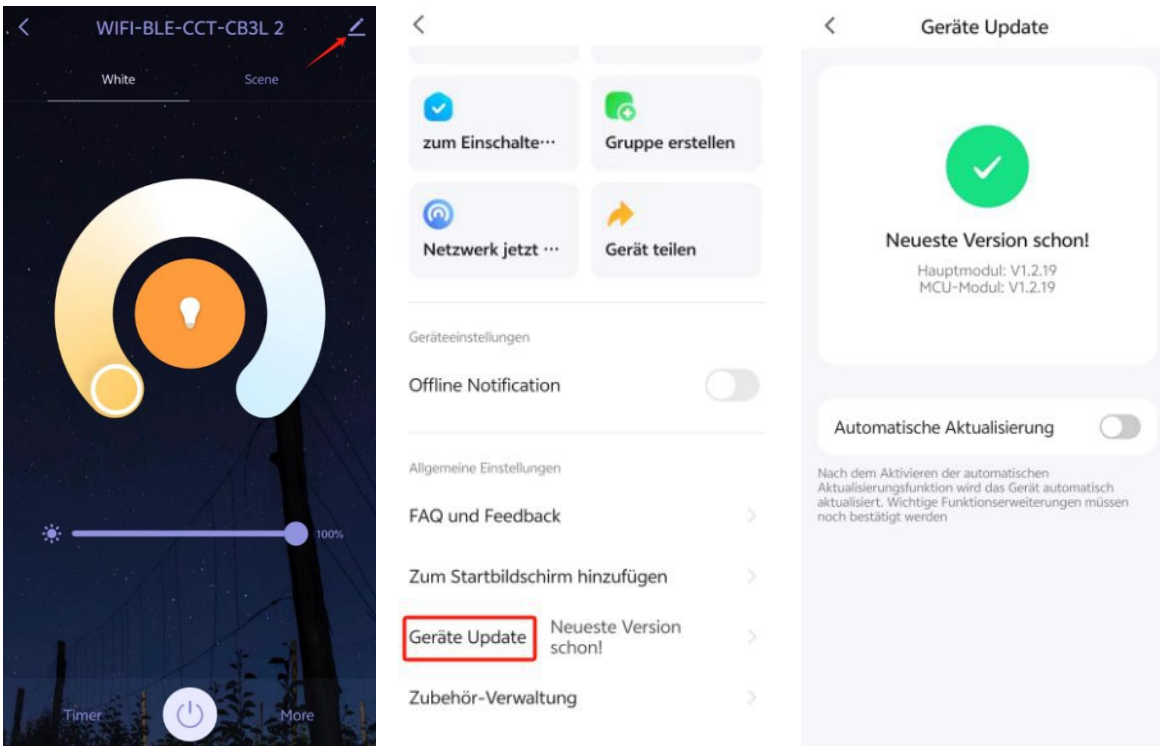 WIFI-BLE-CCT-CB3L 2
White
Scene
100%
Timer
More
zum Einschalte···
Gruppe erstellen
Netzwerk jetzt ···
Gerät teilen
Geräteeinstellungen
Offline Notification
Allgemeine Einstellungen
FAQ und Feedback
Zum Startbildschirm hinzufügen
Geräte Update
Neueste Version
schon!
Zubehör-Verwaltung
Geräte Update
Neueste Version schon!
Hauptmodul: V1.2.19
MCU-Modul: V1.2.19
Automatische Aktualisierung
Nach dem Aktivieren der automatischen
Aktualisierungsfunktion wird das Gerät automatisch
aktualisiert. Wichtige Funktionserweiterungen müssen
noch bestätigt werden